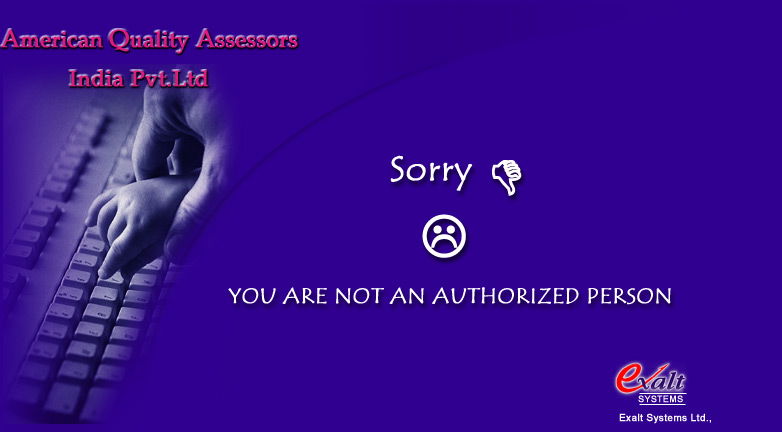 American Quality Assessors
India Pvt.Ltd
Sorry
YOU ARE NOT AN AUTHORIZED PERSON
exalt
SYSTEMS
Exalt Systems Ltd.,